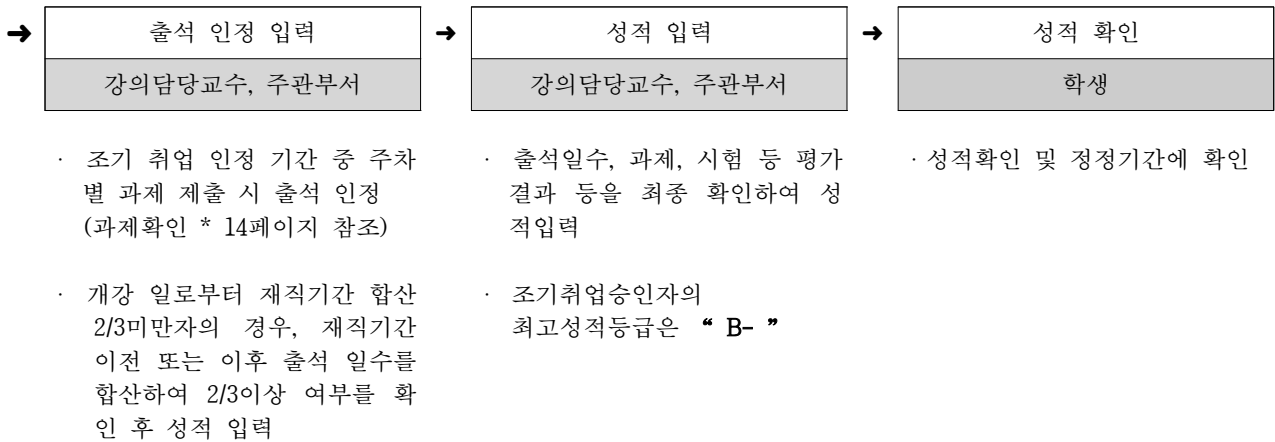 ➜ 출석 인정 입력 ➜ 성적 입력 ➜ 성적 확인
강의담당교수, 주관부서 강의담당교수, 주관부서 학생
· 조기 취업 인정 기간 중 주차
별 과제 제출 시 출석 인정
(과제확인 * 14페이지 참조)
· 개강 일로부터 재직기간 합산
2/3미만자의 경우, 재직기간
이전 또는 이후 출석 일수를
합산하여 2/3이상 여부를 확
인 후 성적 입력
· 출석일수, 과제, 시험 등 평가
결과 등을 최종 확인하여 성
적입력
· 조기취업승인자의
최고성적등급은 “ B- ”
· 성적확인 및 정정기간에 확인